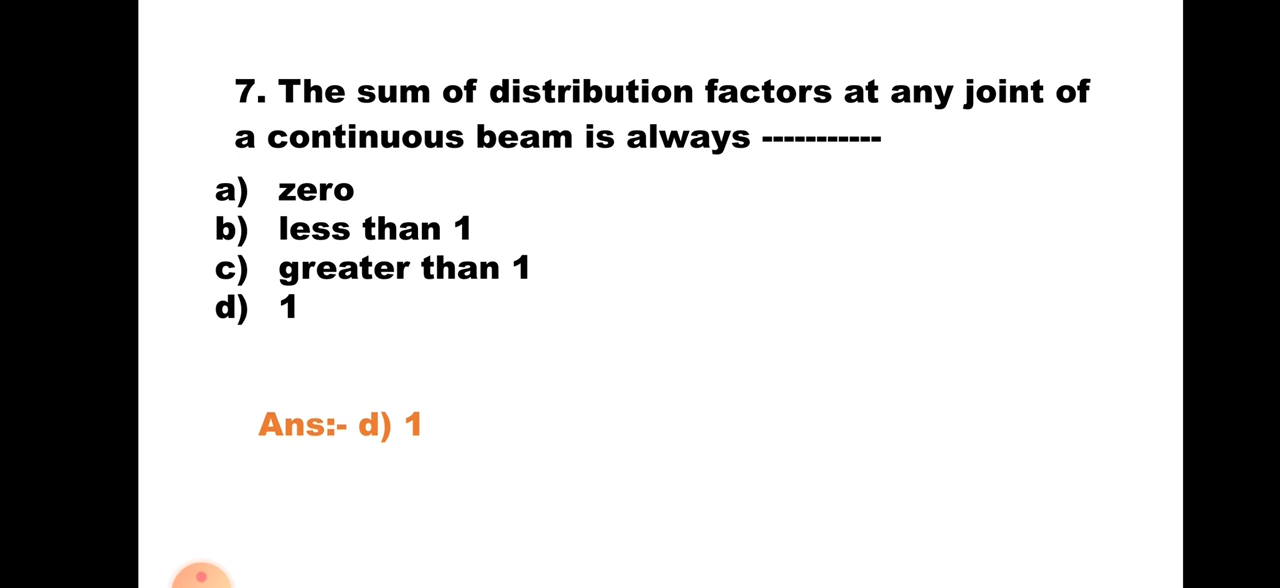 7. The sum of distribution factors at any joint of
a continuous beam is always -----------
a) zero
b) less than 1
c) greater than 1
d) 1
Ans:- d) 1